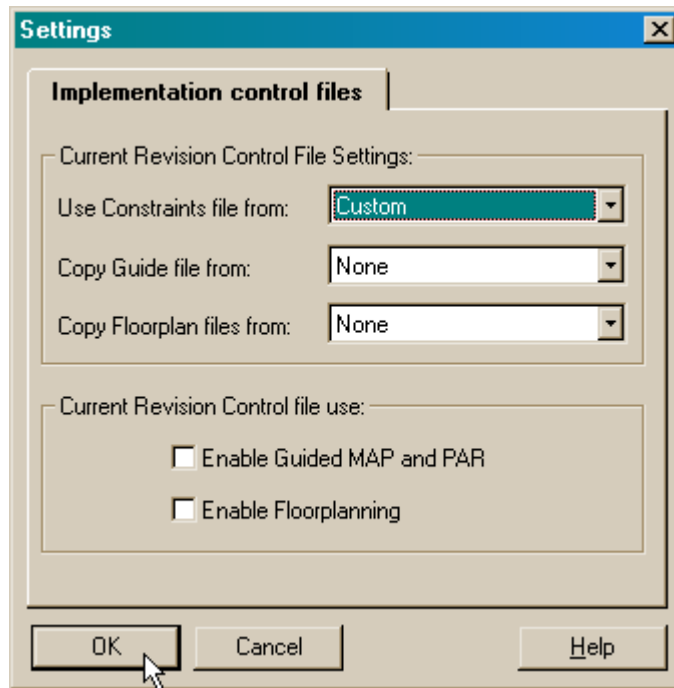 Settings
Implementation control files
Current Revision Control File Settings:
Use Constraints file from: Custom
Copy Guide file from: None
Copy Floorplan files from: None
Current Revision Control file use:
Enable Guided MAP and PAR
Enable Floorplanning
OK Cancel Help